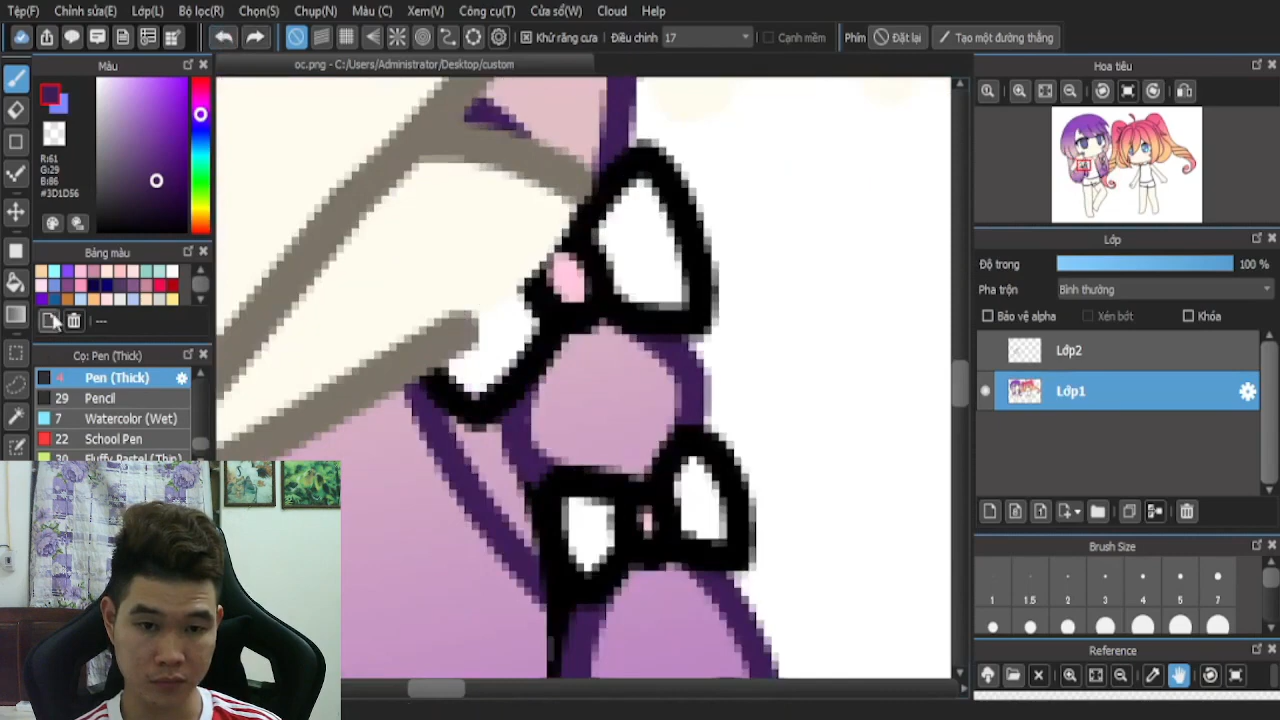 Tệp(F) Chỉnh sửa(E) Lớp(L) Bộ lọc(R) Chọn(S) Chụp(N) Màu (C) Xem(V) Công cụ(T) Cửa sổ(W) Cloud Help
Khử răng cưa Điều chỉnh 17 Cạnh mềm Phím Đặt lại Tạo một đường thẳng
Màu
oc.png - C:/Users/Administrator/Desktop/custom
Hoa tiêu
R:61
G:29
B:86
#3D1D56
Bảng màu
---
Cọ: Pen (Thick)
4 Pen (Thick)
29 Pencil
7 Watercolor (Wet)
22 School Pen
30 Fluffy Pastel (Thin)
Lớp
Độ trong 100 %
Pha trộn Bình thường
Bảo vệ alpha Xén bớt Khóa
Lớp2
Lớp1
Brush Size
1 1.5 2 3 4 5 7
Reference